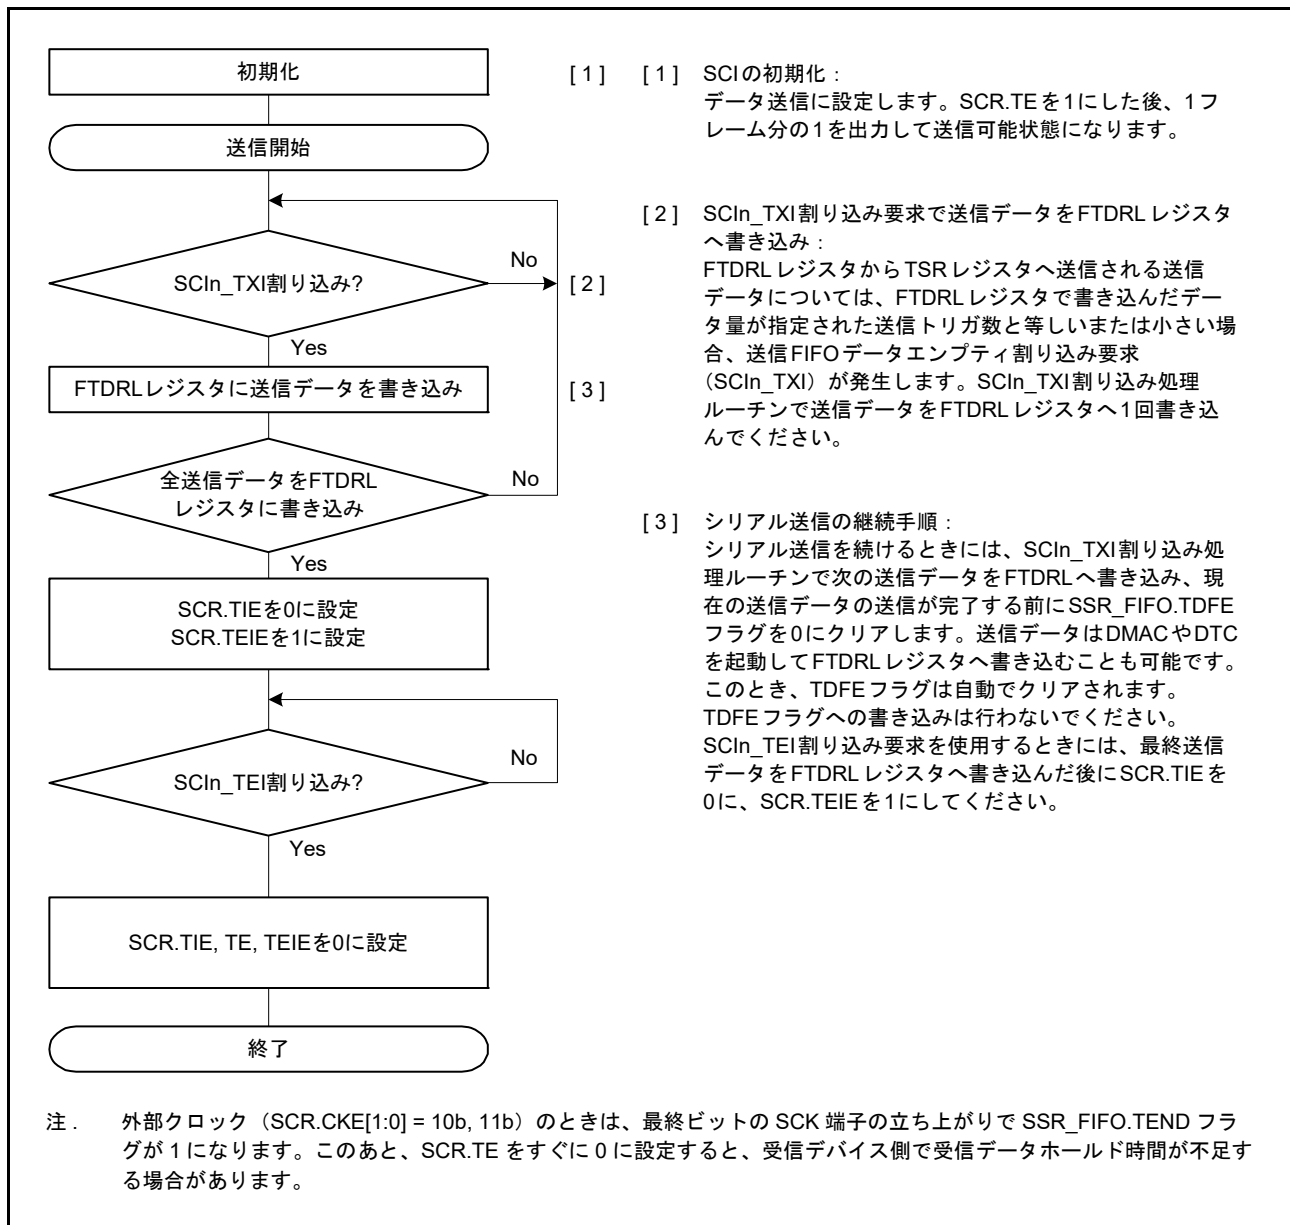 初期化
[ 1 ]
送信開始
SCIn_TXI割り込み?
No
[ 2 ]
Yes
FTDRLレジスタに送信データを書き込み
[ 3 ]
全送信データをFTDRL
レジスタに書き込み
No
Yes
SCR.TIEを0に設定
SCR.TEIEを1に設定
SCIn_TEI割り込み?
No
Yes
SCR.TIE, TE, TEIEを0に設定
終了
[ 1 ] SCIの初期化：
データ送信に設定します。SCR.TEを1にした後、1フ
レーム分の1を出力して送信可能状態になります。
[ 2 ] SCIn_TXI割り込み要求で送信データをFTDRLレジスタ
へ書き込み：
FTDRLレジスタからTSRレジスタへ送信される送信
データについては、FTDRLレジスタで書き込んだデー
タ量が指定された送信トリガ数と等しいまたは小さい場
合、送信FIFOデータエンプティ割り込み要求
（SCIn_TXI）が発生します。SCIn_TXI割り込み処理
ルーチンで送信データをFTDRLレジスタへ1回書き込
んでください。
[ 3 ] シリアル送信の継続手順：
シリアル送信を続けるときには、SCIn_TXI割り込み処
理ルーチンで次の送信データをFTDRLへ書き込み、現
在の送信データの送信が完了する前にSSR_FIFO.TDFE
フラグを0にクリアします。送信データはDMACやDTC
を起動してFTDRLレジスタへ書き込むことも可能です。
このとき、TDFEフラグは自動でクリアされます。
TDFEフラグへの書き込みは行わないでください。
SCIn_TEI割り込み要求を使用するときには、最終送信
データをFTDRLレジスタへ書き込んだ後にSCR.TIEを
0に、SCR.TEIEを1にしてください。
注． 外部クロック（SCR.CKE[1:0] = 10b, 11b）のときは、最終ビットの SCK 端子の立ち上がりで SSR_FIFO.TEND フラ
グが 1 になります。このあと、SCR.TE をすぐに 0 に設定すると、受信デバイス側で受信データホールド時間が不足す
る場合があります。